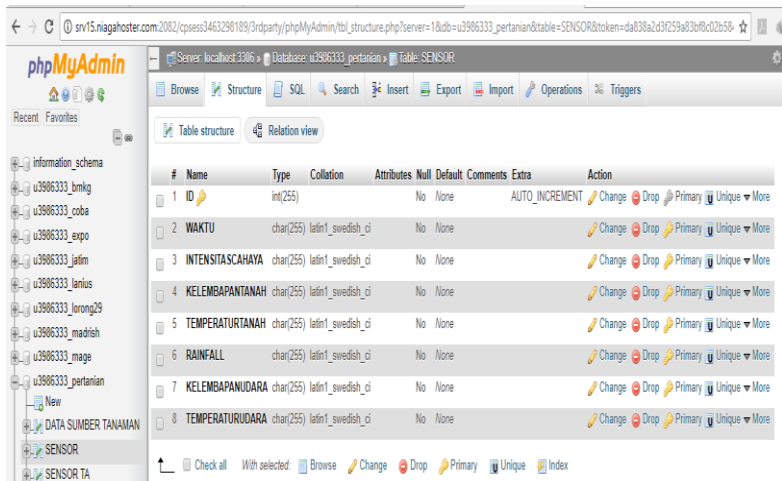 srv15.niagahoster.com:2082/cpsess3463298189/3rdparty/phpMyAdmin/tbl_structure.php?server=1&db=u3986333_pertanian&table=SENSOR&token=da838a2d3f259a83bf8c02b58
phpMyAdmin
Recent Favorites
information_schema
u3986333_bmkg
u3986333_coba
u3986333_expo
u3986333_jatim
u3986333_lanius
u3986333_lorong29
u3986333_madrish
u3986333_mage
u3986333_pertanian
New
DATA SUMBER TANAMAN
SENSOR
SENSOR TA
Server: localhost:3306 » Database: u3986333_pertanian » Table: SENSOR
Browse Structure SQL Search Insert Export Import Operations Triggers
Table structure Relation view
# Name Type Collation Attributes Null Default Comments Extra Action
1 ID int(255) No None AUTO_INCREMENT Change Drop Primary Unique More
2 WAKTU char(255) latin1_swedish_ci No None Change Drop Primary Unique More
3 INTENSITASCAHAYA char(255) latin1_swedish_ci No None Change Drop Primary Unique More
4 KELEMBAPANTANAH char(255) latin1_swedish_ci No None Change Drop Primary Unique More
5 TEMPERATURTANAH char(255) latin1_swedish_ci No None Change Drop Primary Unique More
6 RAINFALL char(255) latin1_swedish_ci No None Change Drop Primary Unique More
7 KELEMBAPANUDARA char(255) latin1_swedish_ci No None Change Drop Primary Unique More
8 TEMPERATURUDARA char(255) latin1_swedish_ci No None Change Drop Primary Unique More
Check all With selected: Browse Change Drop Primary Unique Index